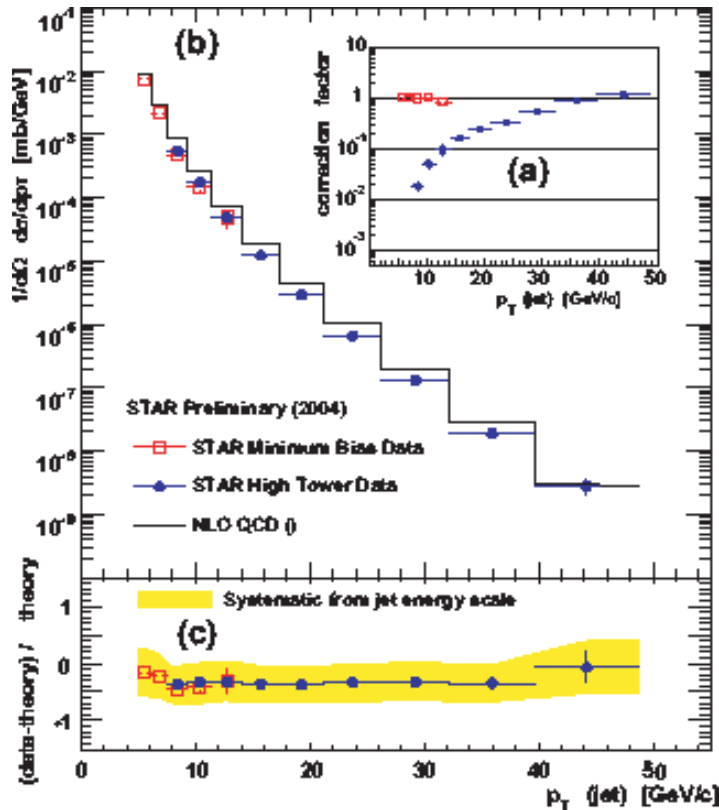 (b)
1/dΩ dσ/dpT [mb/GeV]
10⁻¹
10⁻²
10⁻³
10⁻⁴
10⁻⁵
10⁻⁶
10⁻⁷
10⁻⁸
10⁻⁹
correction factor
10
1
10⁻¹
10⁻²
10⁻³
(a)
10 20 30 40 50
p_T (jet) [GeV/c]
STAR Preliminary (2004)
STAR Minimum Bias Data
STAR High Tower Data
NLO QCD ()
(data-theory) / theory
1
0
-1
Systematic from jet energy scale
(c)
0 10 20 30 40 50
p_T (jet) [GeV/c]